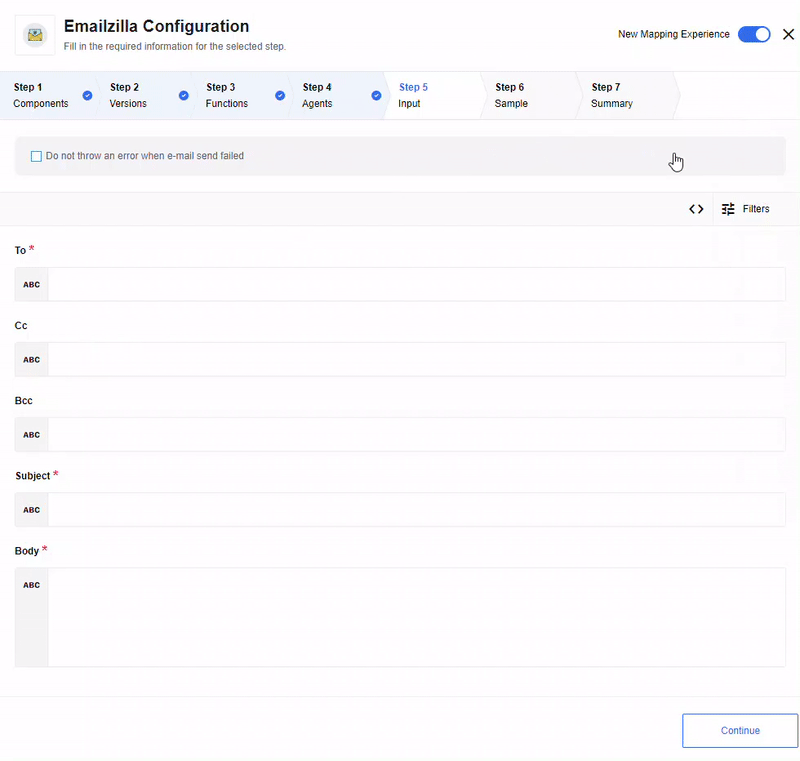 Emailzilla Configuration
Fill in the required information for the selected step.
New Mapping Experience
Step 1
Components
Step 2
Versions
Step 3
Functions
Step 4
Agents
Step 5
Input
Step 6
Sample
Step 7
Summary
Do not throw an error when e-mail send failed
Filters
To *
ABC
Cc
ABC
Bcc
ABC
Subject *
ABC
Body *
ABC
Continue